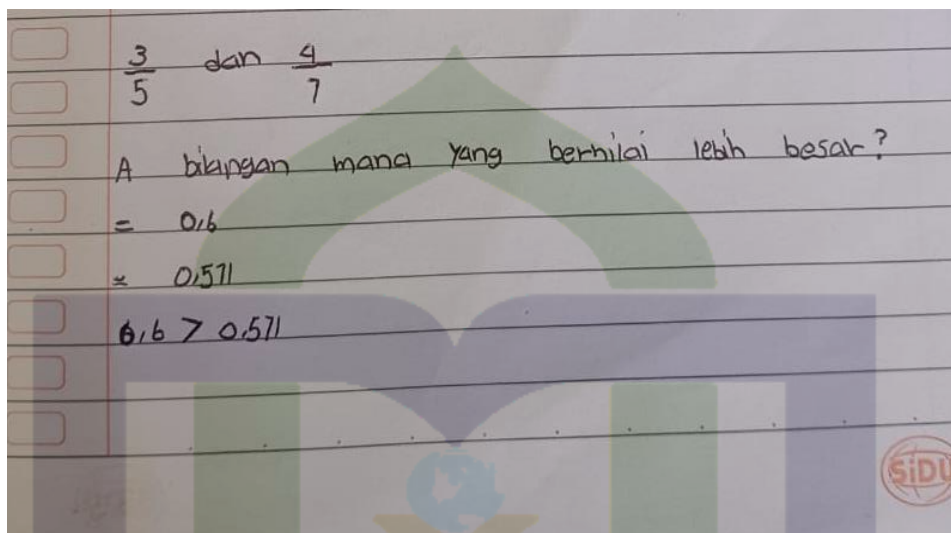 3/5 dan 4/7
A bilangan mana yang bernilai lebih besar?
= 0,6
≈ 0,571
0,6 > 0,571
SiDU